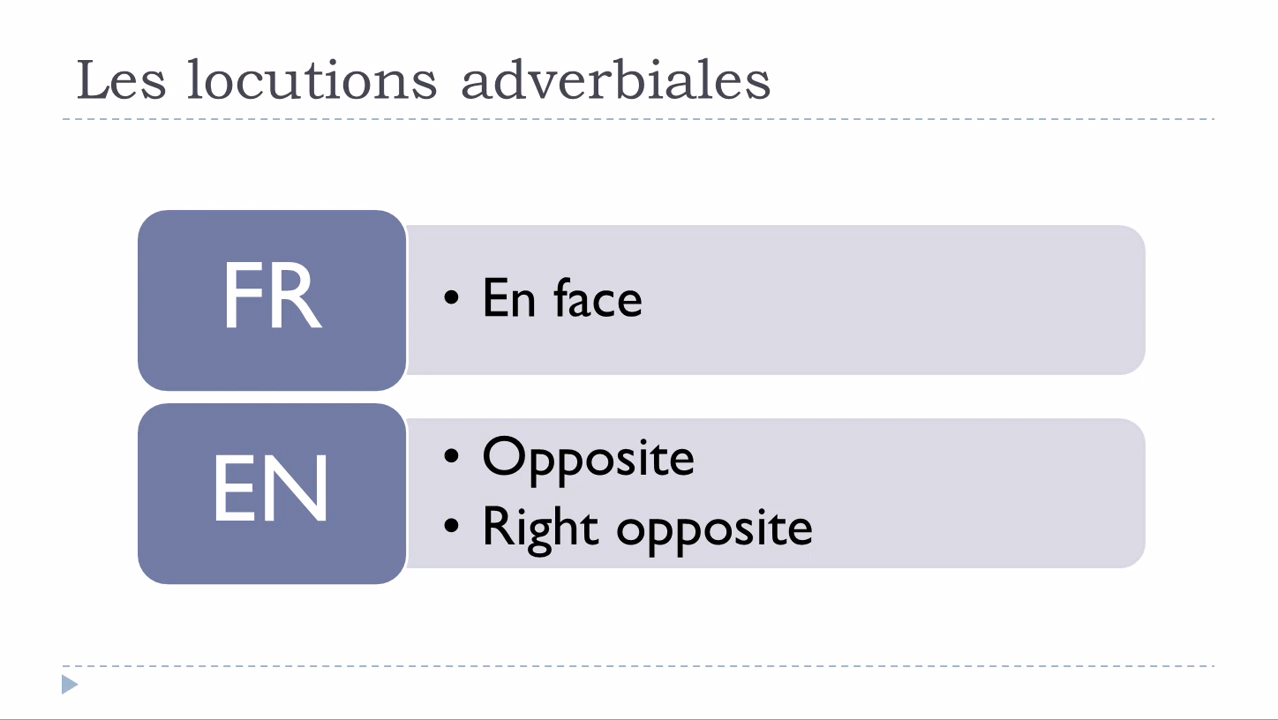 Les locutions adverbiales
FR
• En face
EN
• Opposite
• Right opposite